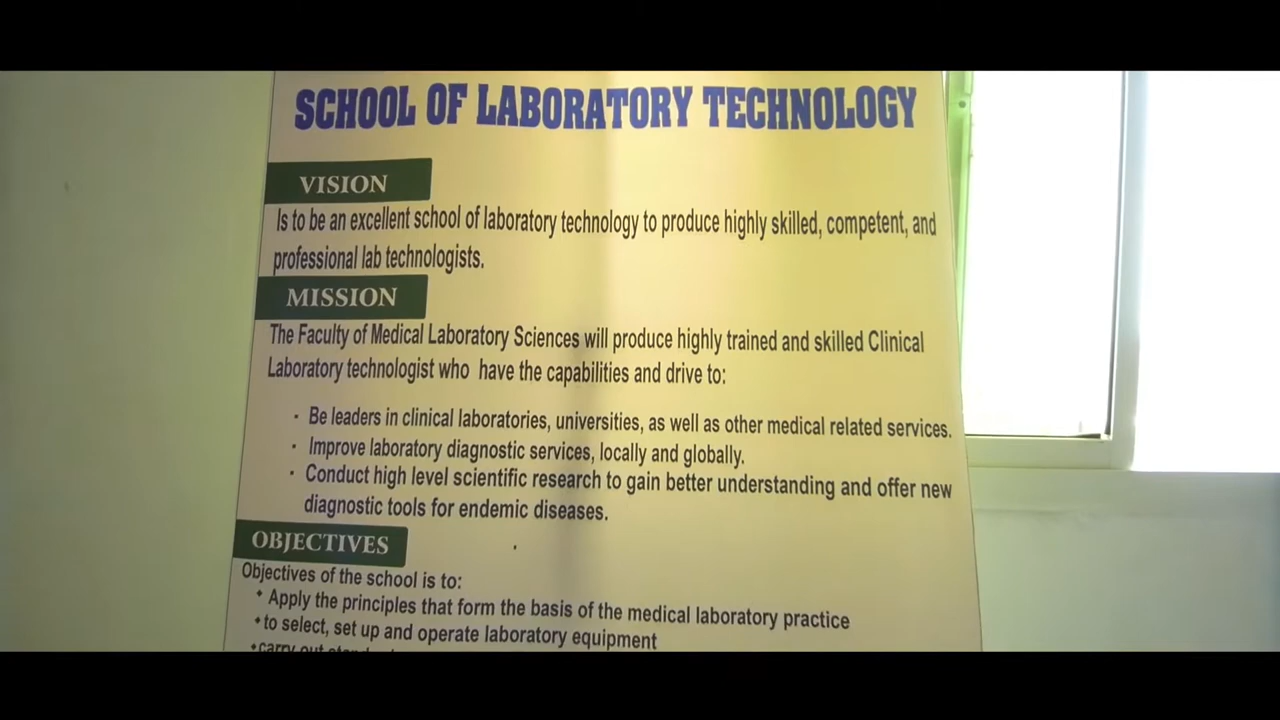 SCHOOL OF LABORATORY TECHNOLOGY
VISION
Is to be an excellent school of laboratory technology to produce highly skilled, competent, and
professional lab technologists.
MISSION
The Faculty of Medical Laboratory Sciences will produce highly trained and skilled Clinical
Laboratory technologist who have the capabilities and drive to:
· Be leaders in clinical laboratories, universities, as well as other medical related services.
· Improve laboratory diagnostic services, locally and globally.
· Conduct high level scientific research to gain better understanding and offer new
diagnostic tools for endemic diseases.
OBJECTIVES
Objectives of the school is to:
* Apply the principles that form the basis of the medical laboratory practice
* to select, set up and operate laboratory equipment
* carry out